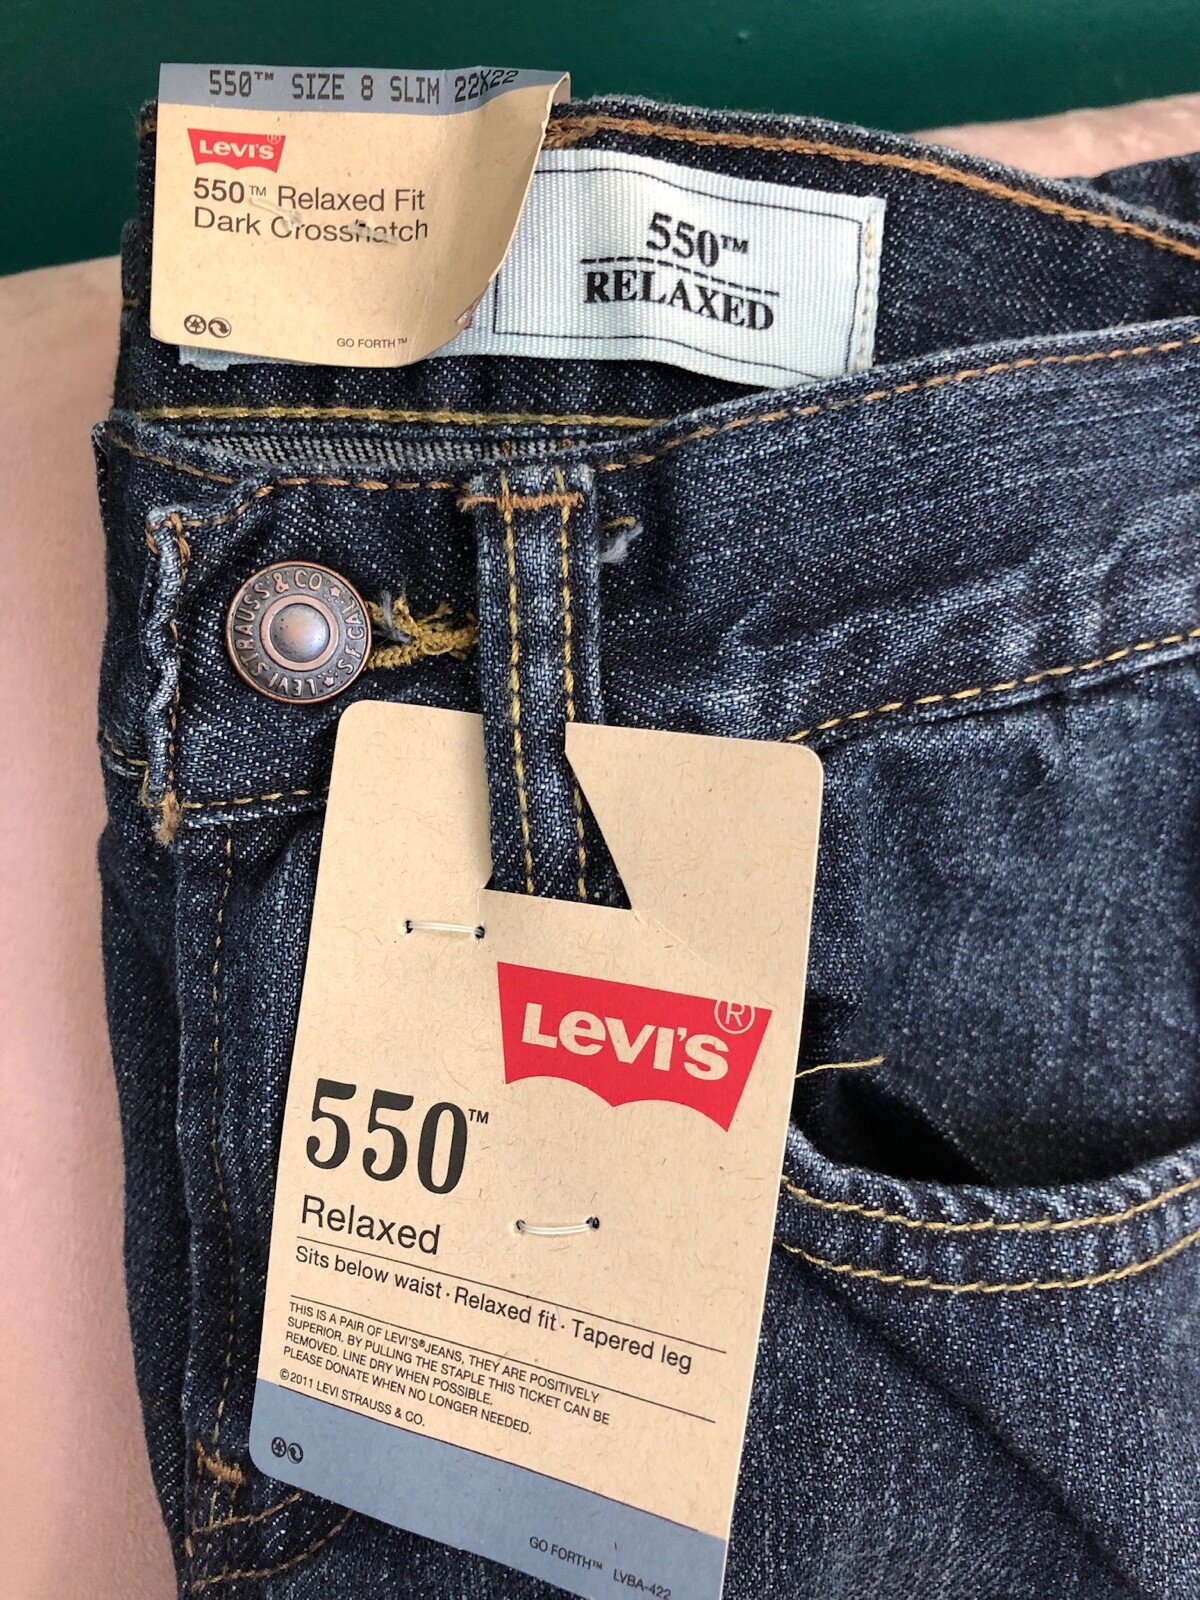 550™ SIZE 8 SLIM 22X22
LEVI'S®
550™ Relaxed Fit
Dark Crosshatch
GO FORTH™
550™
RELAXED
LEVI STRAUSS & CO ★ S F CAL ★
LEVI'S®
550™
Relaxed
Sits below waist · Relaxed fit · Tapered leg
THIS IS A PAIR OF LEVI'S® JEANS, THEY ARE POSITIVELY
SUPERIOR. BY PULLING THE STAPLE THIS TICKET CAN BE
REMOVED. LINE DRY WHEN POSSIBLE.
PLEASE DONATE WHEN NO LONGER NEEDED.
©2011 LEVI STRAUSS & CO.
GO FORTH™ LVBA-422